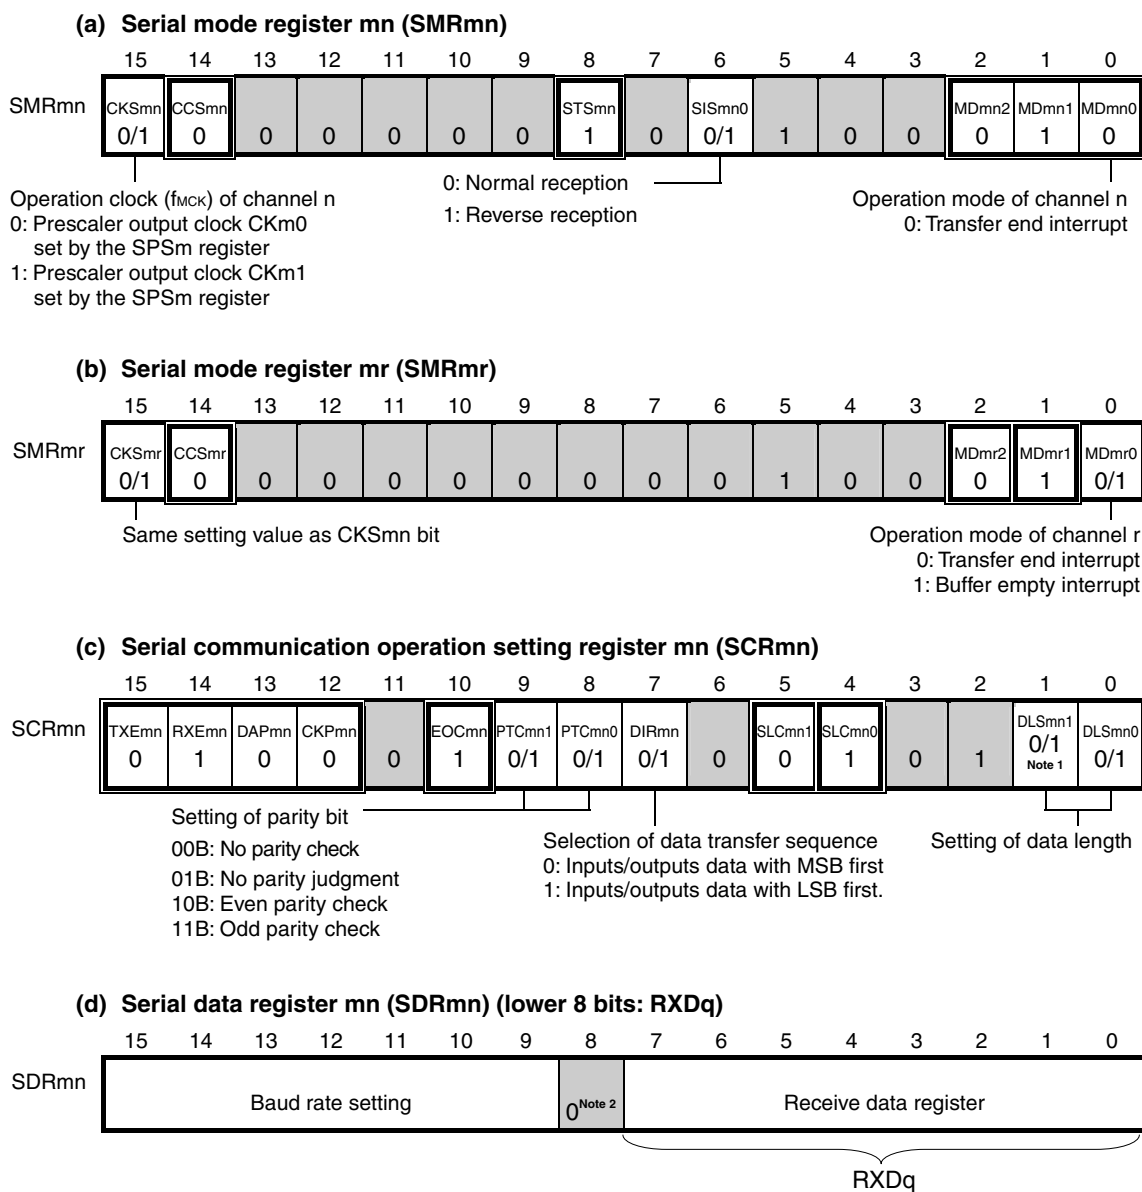 (a) Serial mode register mn (SMRmn)
15 14 13 12 11 10 9 8 7 6 5 4 3 2 1 0
SMRmn
CKSmn CCSmn STSmn SISmn0 MDmn2 MDmn1 MDmn0
0/1 0 0 0 0 0 0 1 0 0/1 1 0 0 0 1 0
Operation clock (fMCK) of channel n
0: Prescaler output clock CKm0
set by the SPSm register
1: Prescaler output clock CKm1
set by the SPSm register
0: Normal reception
1: Reverse reception
Operation mode of channel n
0: Transfer end interrupt
(b) Serial mode register mr (SMRmr)
15 14 13 12 11 10 9 8 7 6 5 4 3 2 1 0
SMRmr
CKSmr CCSmr MDmr2 MDmr1 MDmr0
0/1 0 0 0 0 0 0 0 0 0 1 0 0 0 1 0/1
Same setting value as CKSmn bit
Operation mode of channel r
0: Transfer end interrupt
1: Buffer empty interrupt
(c) Serial communication operation setting register mn (SCRmn)
15 14 13 12 11 10 9 8 7 6 5 4 3 2 1 0
SCRmn
TXEmn RXEmn DAPmn CKPmn EOCmn PTCmn1 PTCmn0 DIRmn SLCmn1 SLCmn0 DLSmn1 DLSmn0
0 1 0 0 0 1 0/1 0/1 0/1 0 0 1 0 1 0/1 0/1
Note 1
Setting of parity bit
00B: No parity check
01B: No parity judgment
10B: Even parity check
11B: Odd parity check
Selection of data transfer sequence
0: Inputs/outputs data with MSB first
1: Inputs/outputs data with LSB first.
Setting of data length
(d) Serial data register mn (SDRmn) (lower 8 bits: RXDq)
15 14 13 12 11 10 9 8 7 6 5 4 3 2 1 0
SDRmn
Baud rate setting 0 Note 2 Receive data register
RXDq